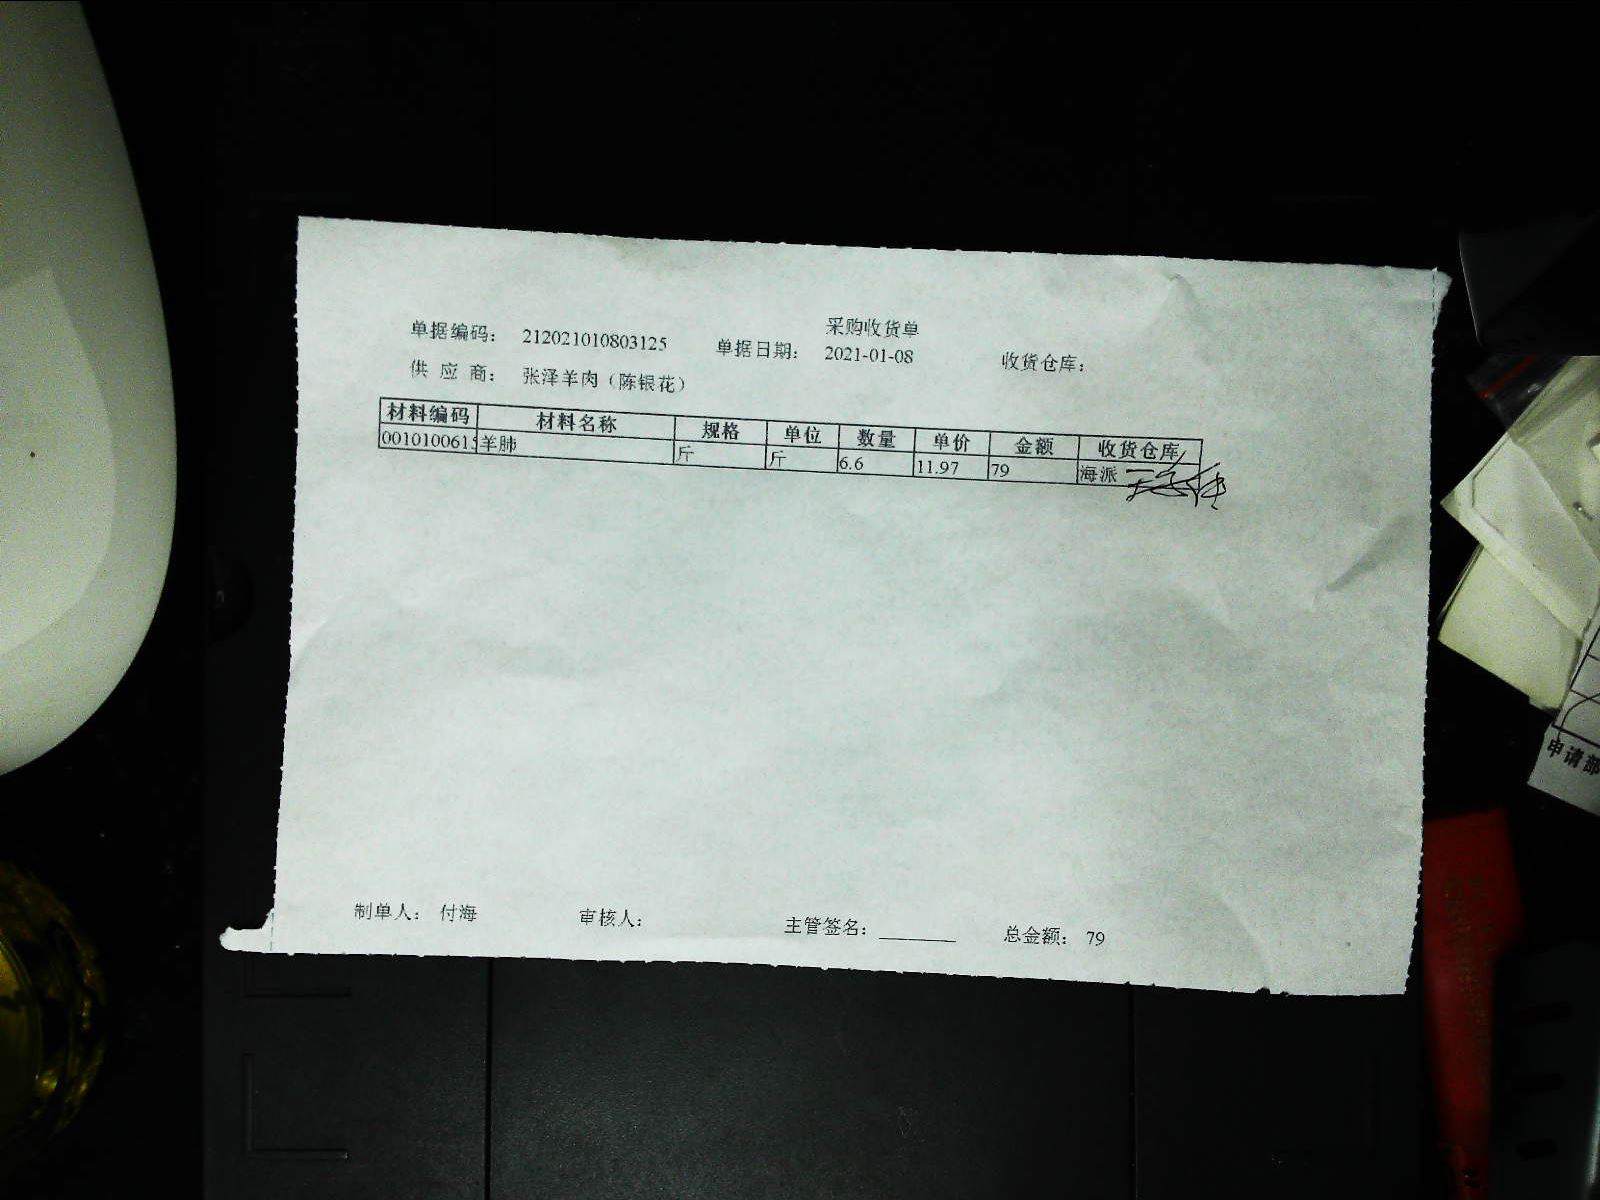 采购收货单
单据编码: 212021010803125 单据日期: 2021-01-08 收货仓库:
供 应 商: 张泽羊肉（陈银花）
材料编码 材料名称 规格 单位 数量 单价 金额 收货仓库
001010061 羊肺 斤 斤 6.6 11.97 79 海派
制单人: 付海 审核人: 主管签名: ________ 总金额: 79
申请部